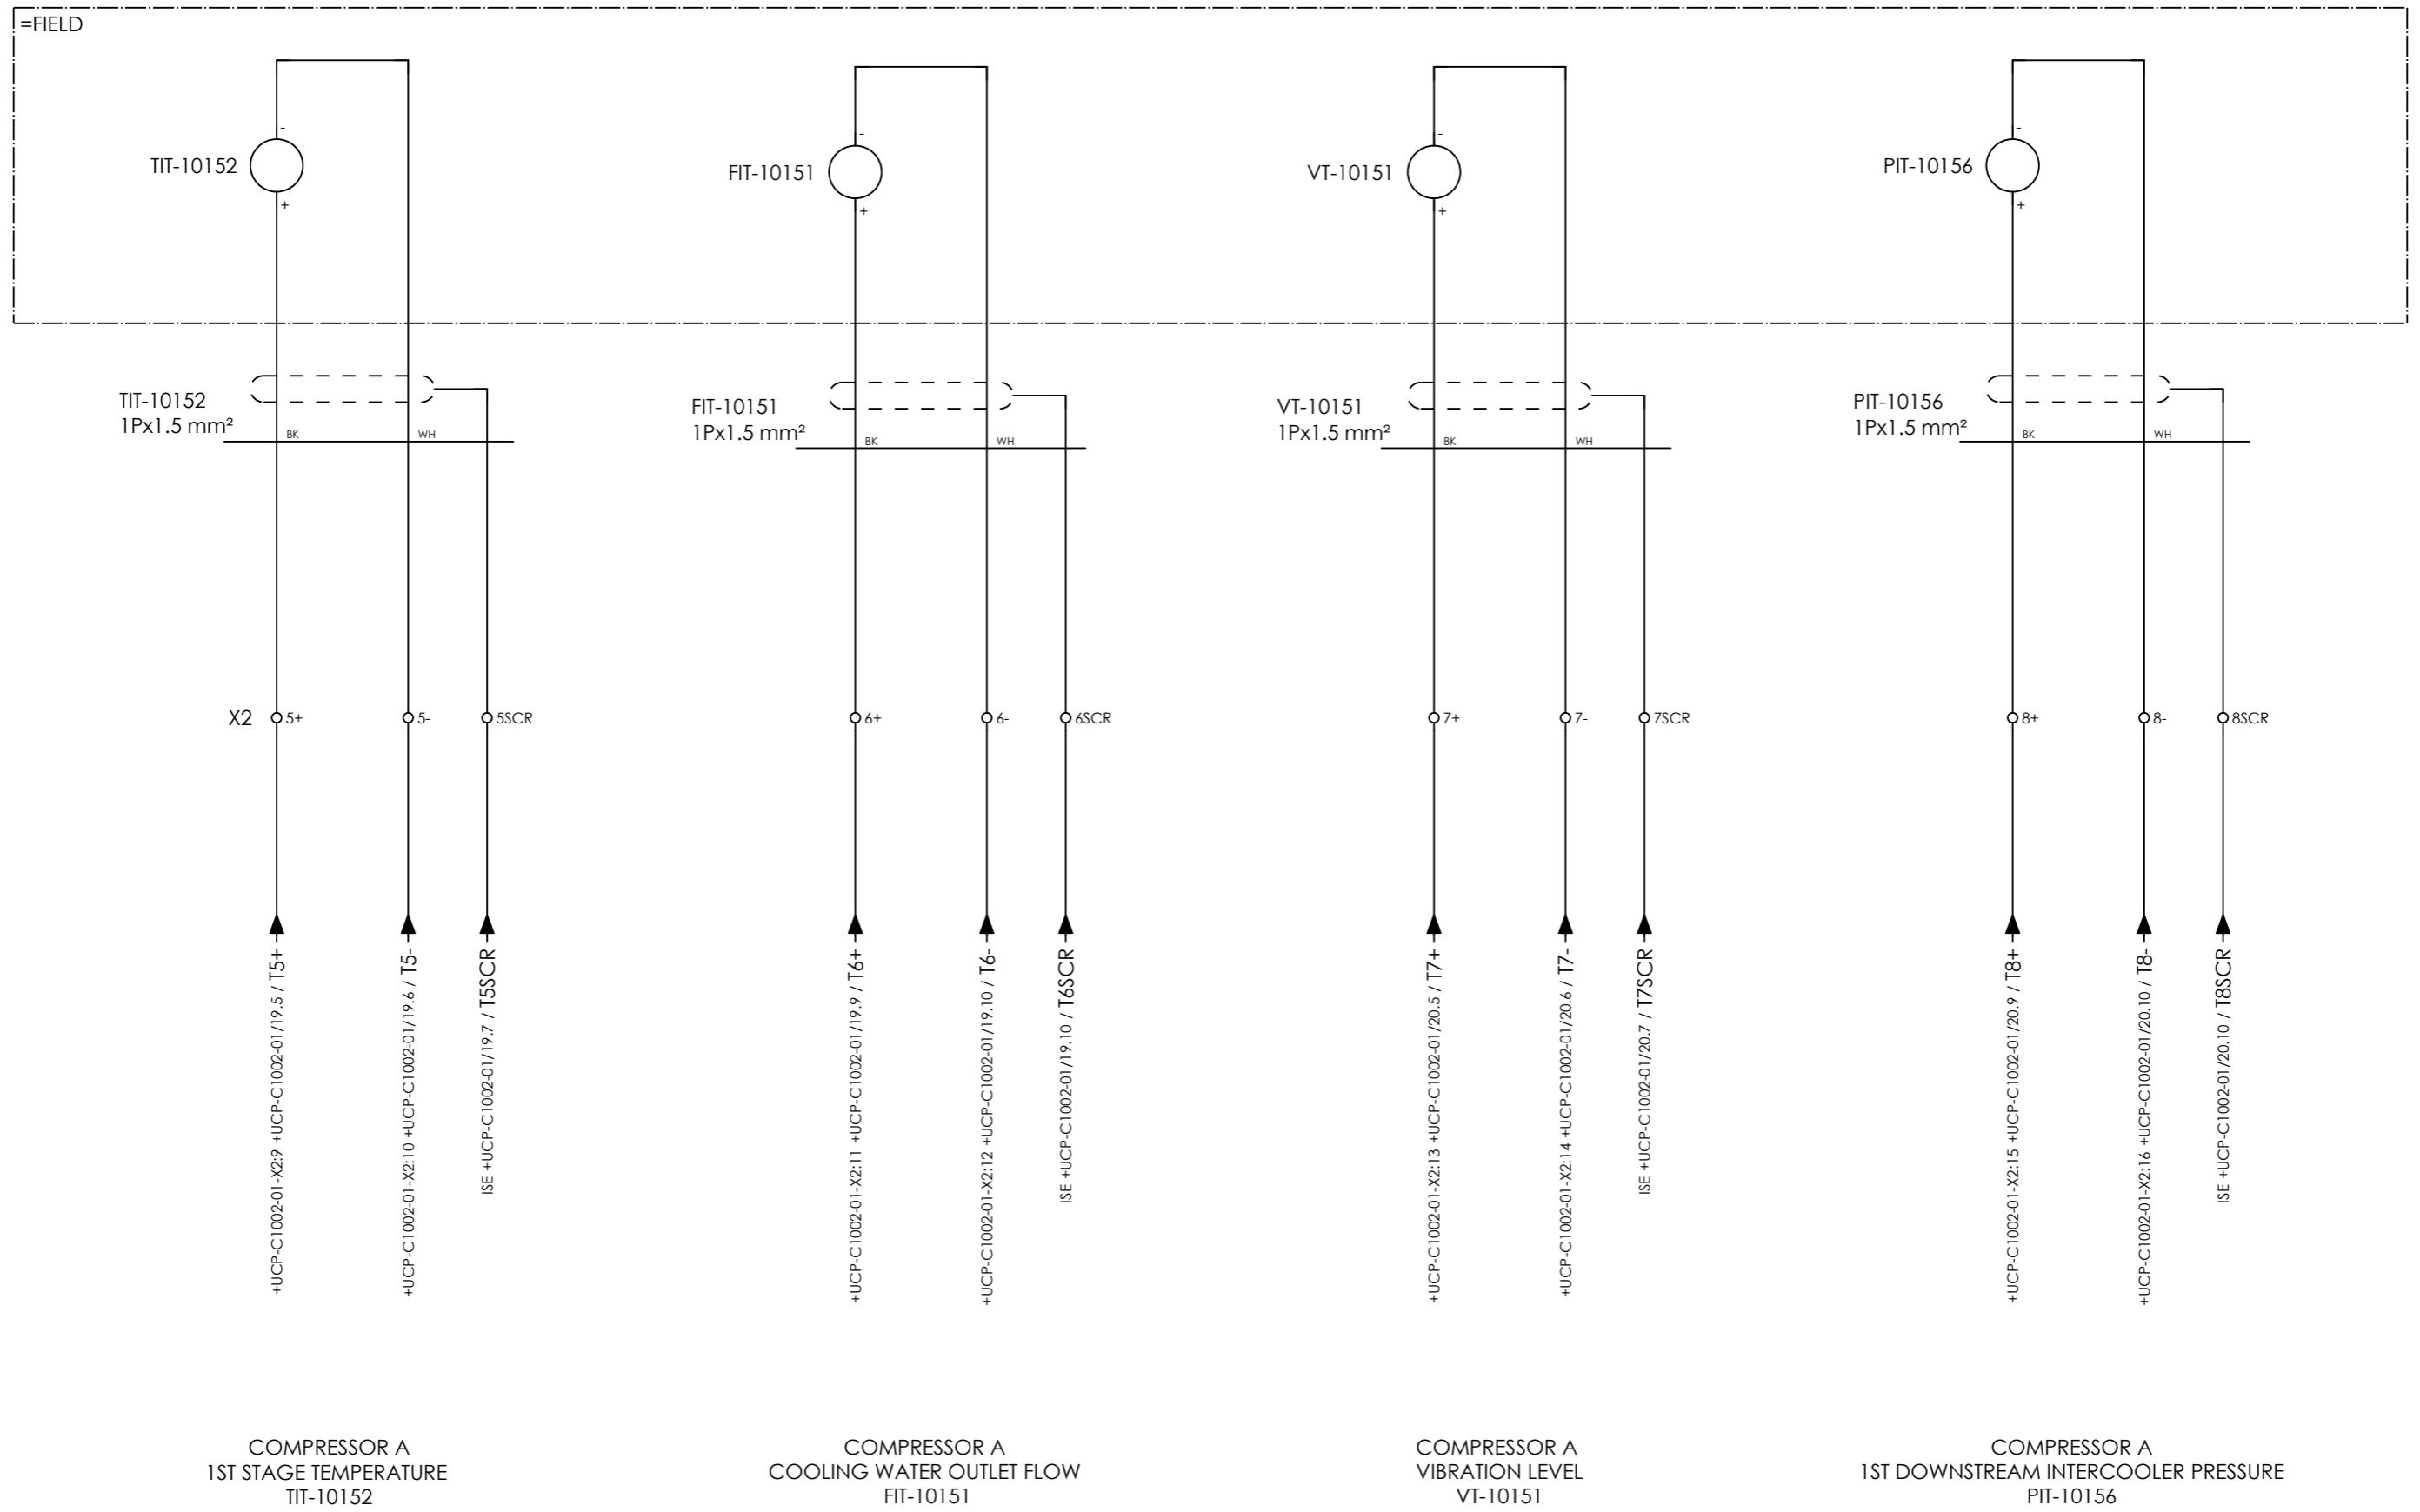 =FIELD
-
-
-
-
TIT-10152
FIT-10151
VT-10151
PIT-10156
+
+
+
+
TIT-10152
1Px1.5 mm²
BK
WH
FIT-10151
1Px1.5 mm²
BK
WH
VT-10151
1Px1.5 mm²
BK
WH
PIT-10156
1Px1.5 mm²
BK
WH
X2
5+
5-
5SCR
6+
6-
6SCR
7+
7-
7SCR
8+
8-
8SCR
+UCP-C1002-01-X2:9 +UCP-C1002-01/19.5 / T5+
+UCP-C1002-01-X2:10 +UCP-C1002-01/19.6 / T5-
ISE +UCP-C1002-01/19.7 / T5SCR
+UCP-C1002-01-X2:11 +UCP-C1002-01/19.9 / T6+
+UCP-C1002-01-X2:12 +UCP-C1002-01/19.10 / T6-
ISE +UCP-C1002-01/19.10 / T6SCR
+UCP-C1002-01-X2:13 +UCP-C1002-01/20.5 / T7+
+UCP-C1002-01-X2:14 +UCP-C1002-01/20.6 / T7-
ISE +UCP-C1002-01/20.7 / T7SCR
+UCP-C1002-01-X2:15 +UCP-C1002-01/20.9 / T8+
+UCP-C1002-01-X2:16 +UCP-C1002-01/20.10 / T8-
ISE +UCP-C1002-01/20.10 / T8SCR
COMPRESSOR A
1ST STAGE TEMPERATURE
TIT-10152
COMPRESSOR A
COOLING WATER OUTLET FLOW
FIT-10151
COMPRESSOR A
VIBRATION LEVEL
VT-10151
COMPRESSOR A
1ST DOWNSTREAM INTERCOOLER PRESSURE
PIT-10156